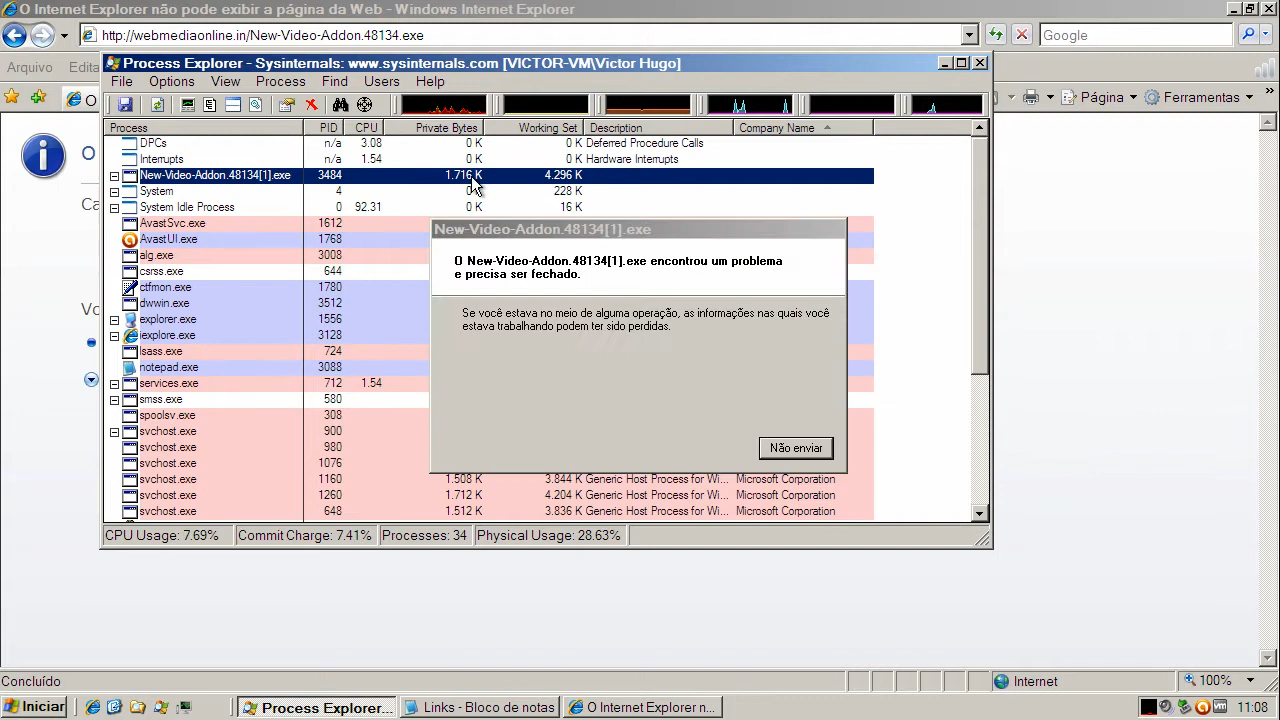 O Internet Explorer não pode exibir a página da Web - Windows Internet Explorer
http://webmediaonline.in/New-Video-Addon.48134.exe
Google
Arquivo
Process Explorer - Sysinternals: www.sysinternals.com [VICTOR-VM\Victor Hugo]
File Options View Process Find Users Help
O
Página
Ferramentas
Process PID CPU Private Bytes Working Set Description Company Name
DPCs n/a 3.08 0 K 0 K Deferred Procedure Calls
Interrupts n/a 1.54 0 K 0 K Hardware Interrupts
New-Video-Addon.48134[1].exe 3484 1.716 K 4.296 K
System 4 0 K 228 K
System Idle Process 0 92.31 0 K 16 K
AvastSvc.exe 1612
AvastUI.exe 1768
alg.exe 3008
csrss.exe 644
ctfmon.exe 1780
dwwin.exe 3512
explorer.exe 1556
iexplore.exe 3128
lsass.exe 724
notepad.exe 3088
services.exe 712 1.54
smss.exe 580
spoolsv.exe 308
svchost.exe 900
svchost.exe 980
svchost.exe 1076
svchost.exe 1160 1.508 K 3.844 K Generic Host Process for Wi... Microsoft Corporation
svchost.exe 1260 1.712 K 4.204 K Generic Host Process for Wi... Microsoft Corporation
svchost.exe 648 1.512 K 3.836 K Generic Host Process for Wi... Microsoft Corporation
New-Video-Addon.48134[1].exe
O New-Video-Addon.48134[1].exe encontrou um problema
e precisa ser fechado.
Se você estava no meio de alguma operação, as informações nas quais você
estava trabalhando podem ter sido perdidas.
Não enviar
CPU Usage: 7.69% Commit Charge: 7.41% Processes: 34 Physical Usage: 28.63%
O
Ca
Vo
Concluído
Internet
100%
Iniciar
Process Explorer...
Links - Bloco de notas
O Internet Explorer n...
11:08